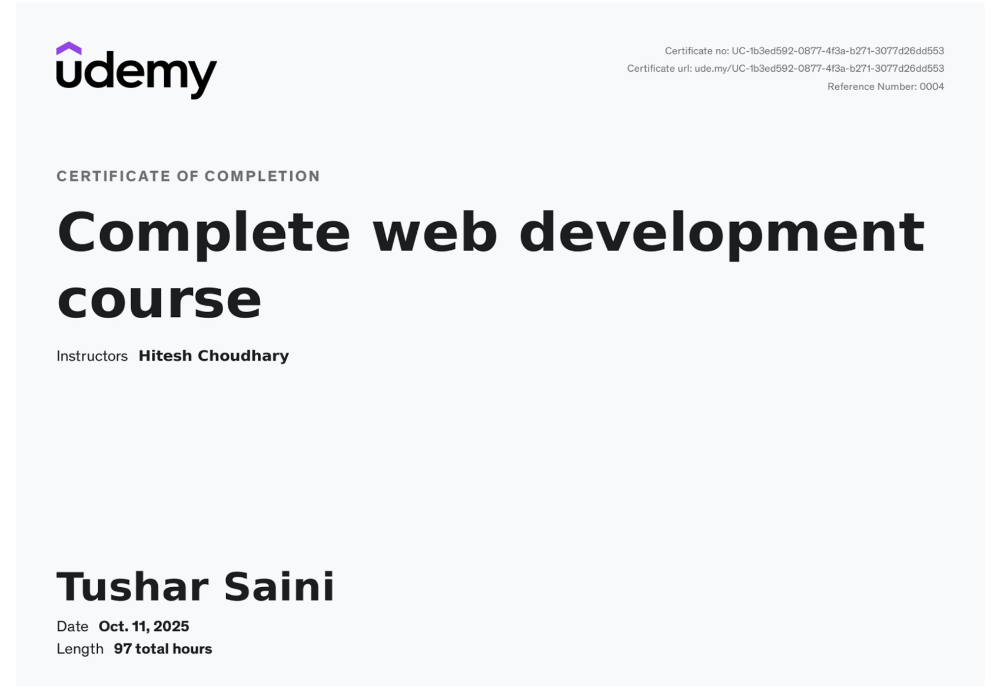 udemy
Certificate no: UC-1b3ed592-0877-4f3a-b271-3077d26dd553
Certificate url: ude.my/UC-1b3ed592-0877-4f3a-b271-3077d26dd553
Reference Number: 0004
CERTIFICATE OF COMPLETION
Complete web development
course
Instructors Hitesh Choudhary
Tushar Saini
Date Oct. 11, 2025
Length 97 total hours